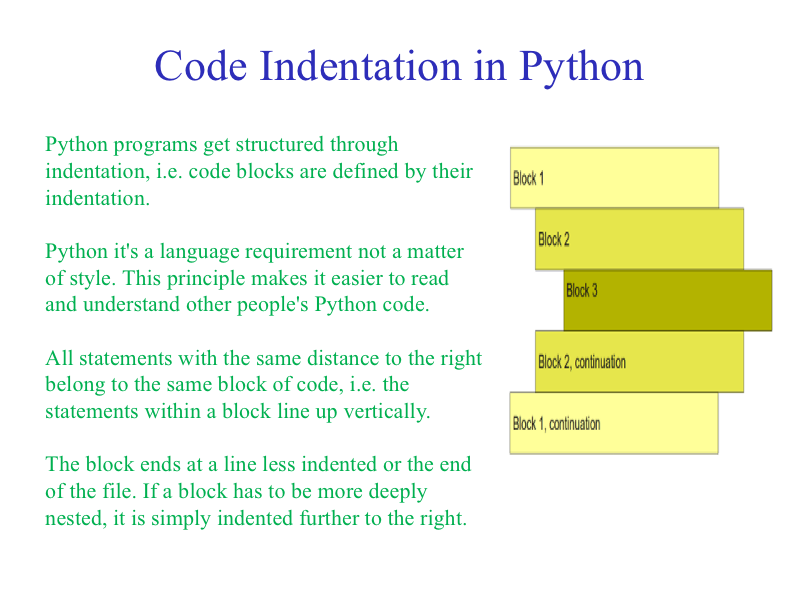 Code Indentation in Python
Python programs get structured through
indentation, i.e. code blocks are defined by their
indentation.
Python it's a language requirement not a matter
of style. This principle makes it easier to read
and understand other people's Python code.
All statements with the same distance to the right
belong to the same block of code, i.e. the
statements within a block line up vertically.
The block ends at a line less indented or the end
of the file. If a block has to be more deeply
nested, it is simply indented further to the right.
Block 1
Block 2
Block 3
Block 2, continuation
Block 1, continuation